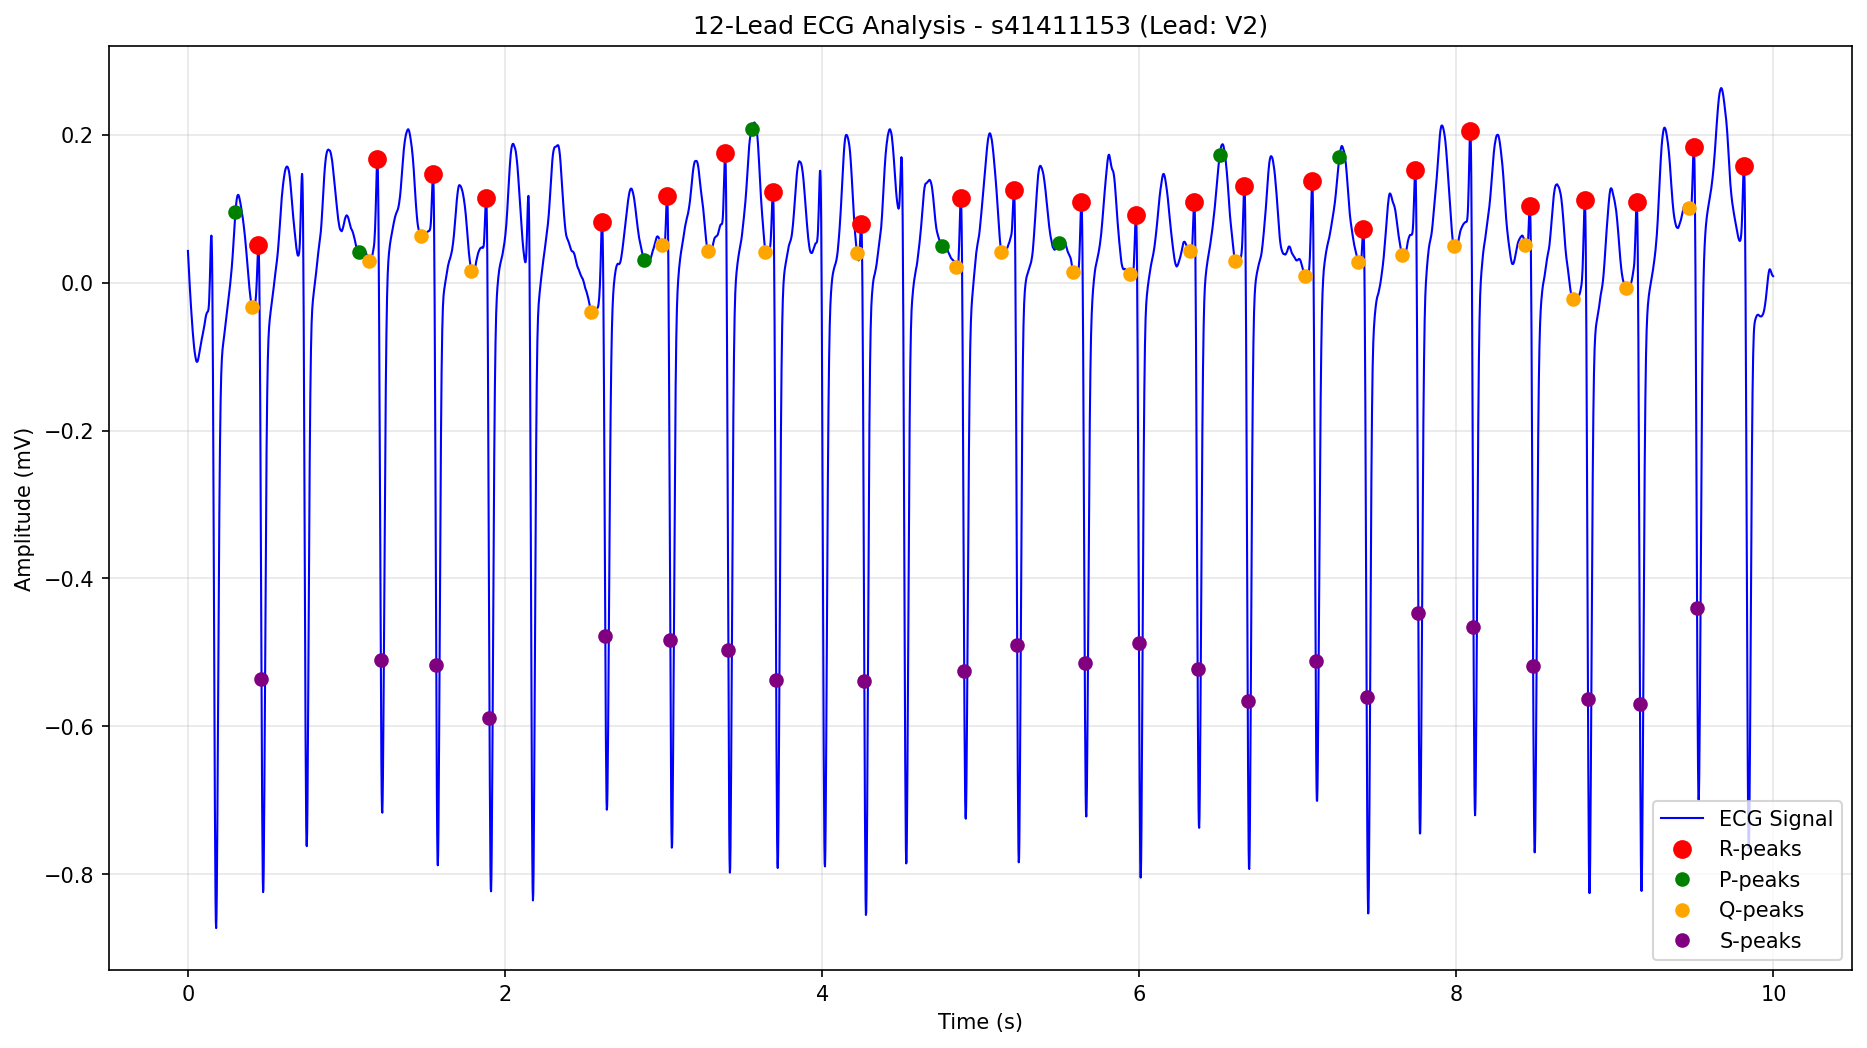 12-Lead ECG Analysis - s41411153 (Lead: V2)
Amplitude (mV)
0.2
0.0
−0.2
−0.4
−0.6
−0.8
ECG Signal
R-peaks
P-peaks
Q-peaks
S-peaks
0 2 4 6 8 10
Time (s)